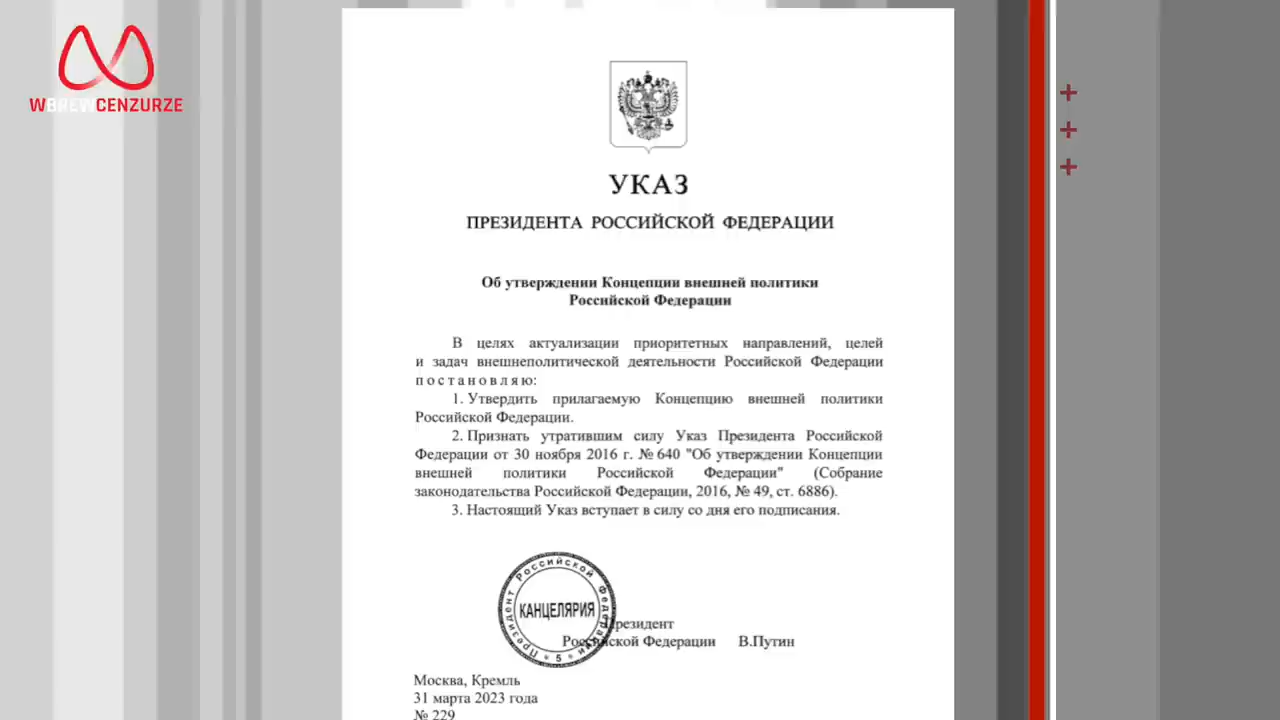 WBREWCENZURZE
УКАЗ
ПРЕЗИДЕНТА РОССИЙСКОЙ ФЕДЕРАЦИИ
Об утверждении Концепции внешней политики
Российской Федерации
В целях актуализации приоритетных направлений, целей
и задач внешнеполитической деятельности Российской Федерации
постановляю:
1. Утвердить прилагаемую Концепцию внешней политики
Российской Федерации.
2. Признать утратившим силу Указ Президента Российской
Федерации от 30 ноября 2016 г. № 640 "Об утверждении Концепции
внешней политики Российской Федерации" (Собрание
законодательства Российской Федерации, 2016, № 49, ст. 6886).
3. Настоящий Указ вступает в силу со дня его подписания.
Президент Российской Федерации * 5 *
КАНЦЕЛЯРИЯ
Президент
Российской Федерации В.Путин
Москва, Кремль
31 марта 2023 года
№ 229